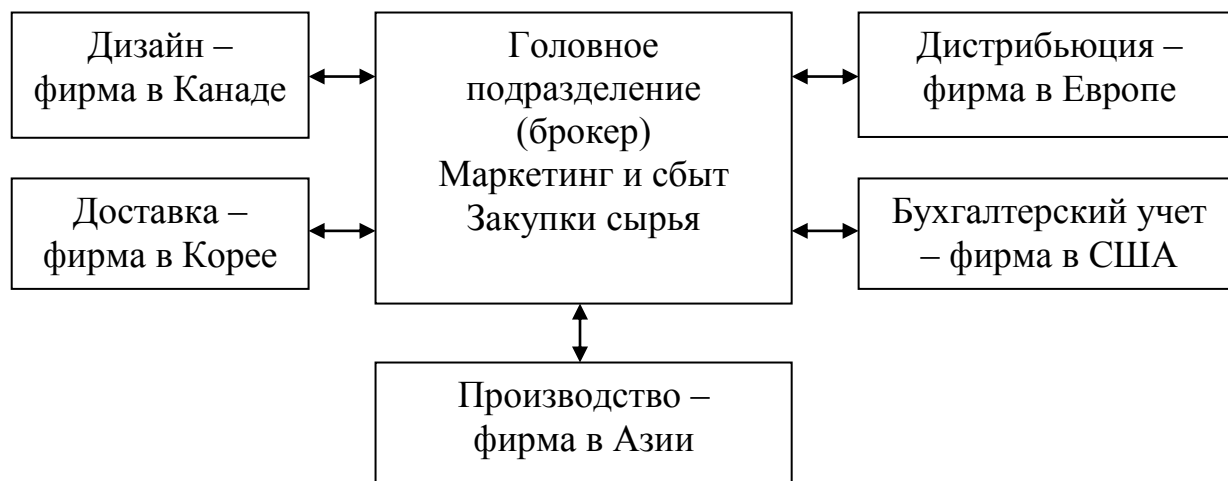 Дизайн –
фирма в Канаде
Головное
подразделение
(брокер)
Маркетинг и сбыт
Закупки сырья
Дистрибьюция –
фирма в Европе
Доставка –
фирма в Корее
Бухгалтерский учет
– фирма в США
Производство –
фирма в Азии